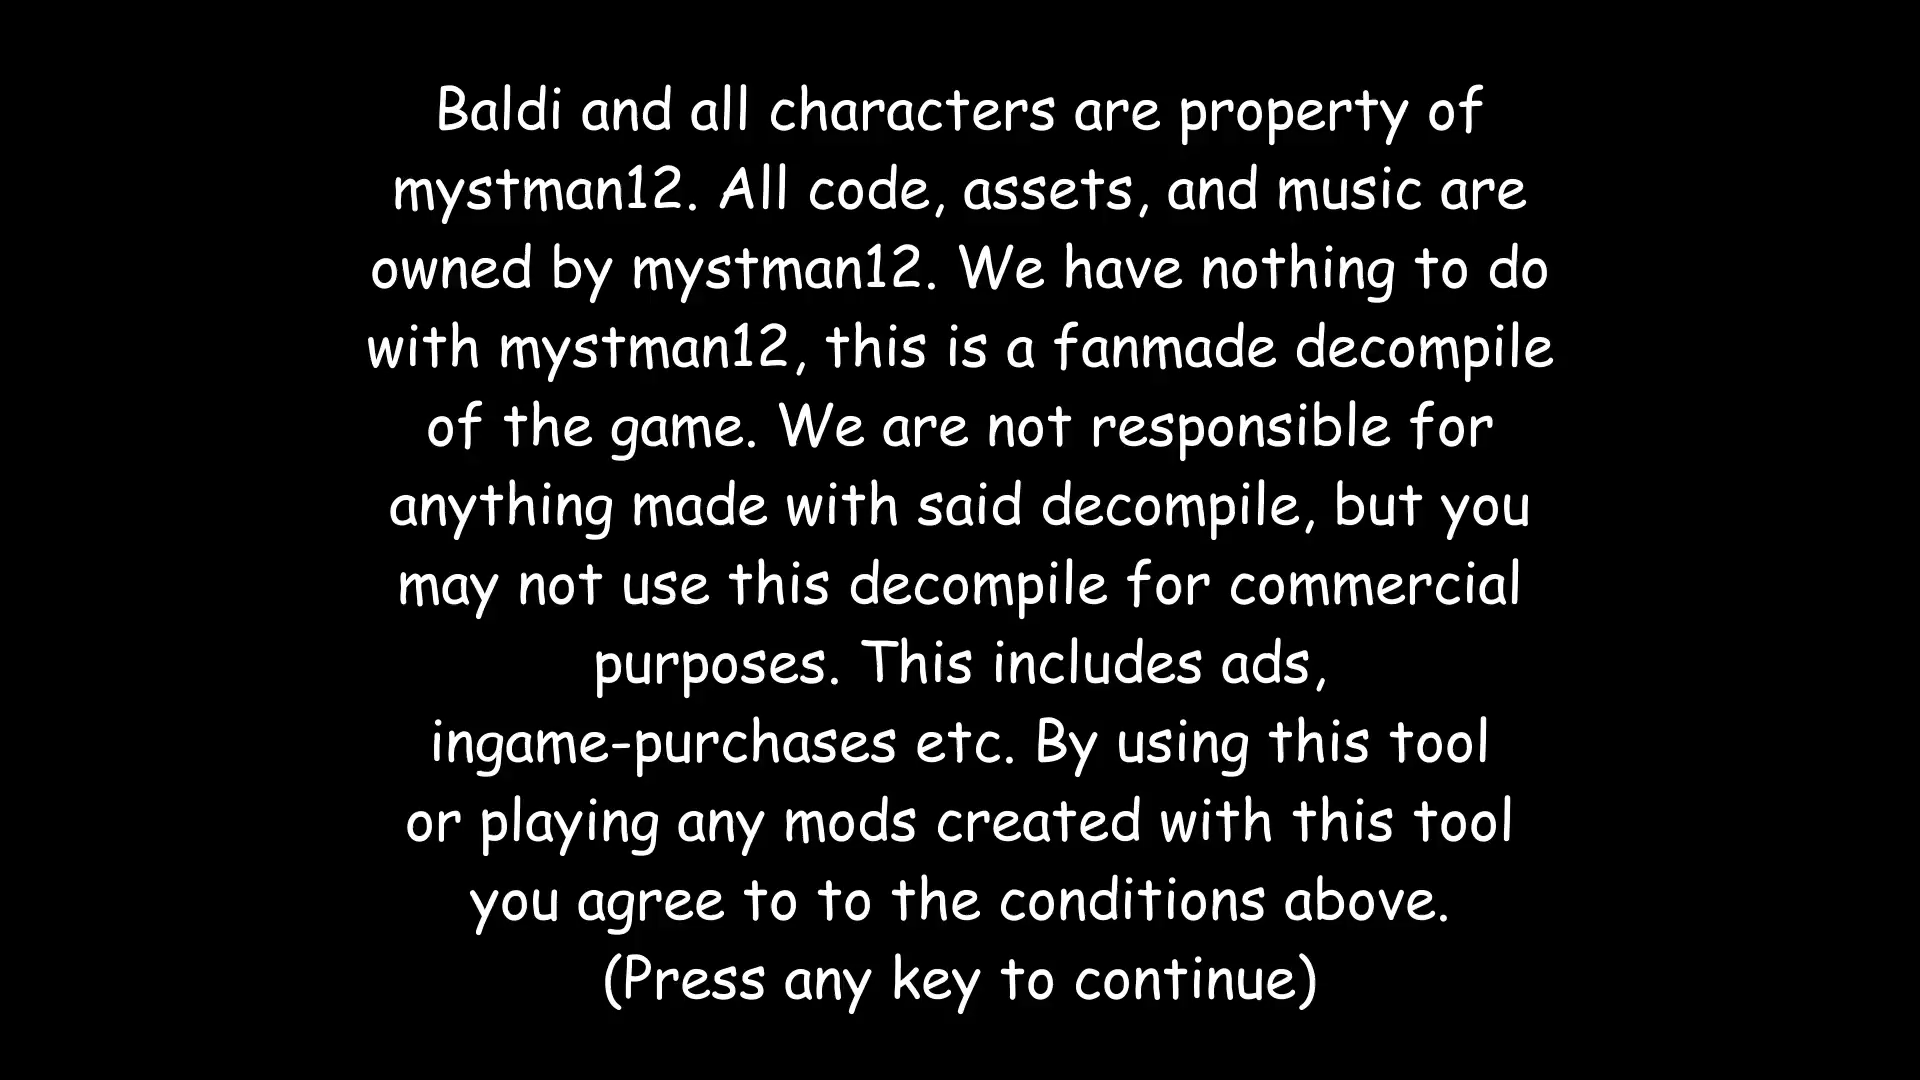 Baldi and all characters are property of
mystman12. All code, assets, and music are
owned by mystman12. We have nothing to do
with mystman12, this is a fanmade decompile
of the game. We are not responsible for
anything made with said decompile, but you
may not use this decompile for commercial
purposes. This includes ads,
ingame-purchases etc. By using this tool
or playing any mods created with this tool
you agree to to the conditions above.
(Press any key to continue)